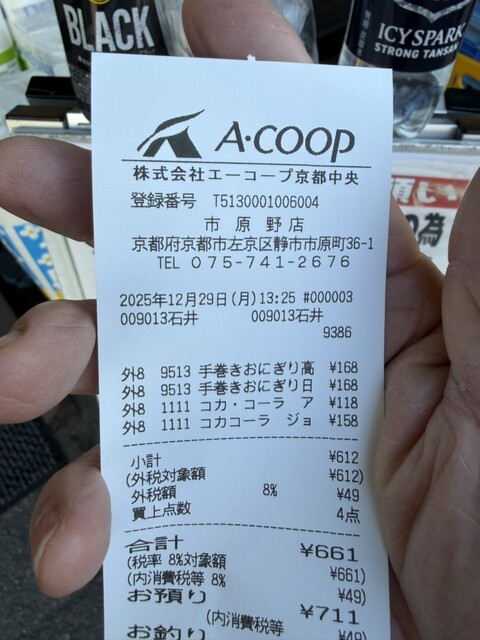 BLACK
ICY SPARK
STRONG TANSAN
A·COOP
株式会社エーコープ京都中央
登録番号 T5130001006004
市原野店
京都府京都市左京区静市市原町36-1
TEL 075-741-2676
2025年12月29日(月)13:25 #000003
009013石井 009013石井
9386
外8 9513 手巻きおにぎり高 ¥168
外8 9513 手巻きおにぎり日 ¥168
外8 1111 コカ・コーラ ア ¥118
外8 1111 コカコーラ ジョ ¥158
小計 ¥612
(外税対象額 ¥612)
外税額 8% ¥49
買上点数 4点
合計 ¥661
(税率 8%対象額 ¥661)
(内消費税等 8% ¥49)
お預り ¥711
(内消費税等 ¥49)
お釣り